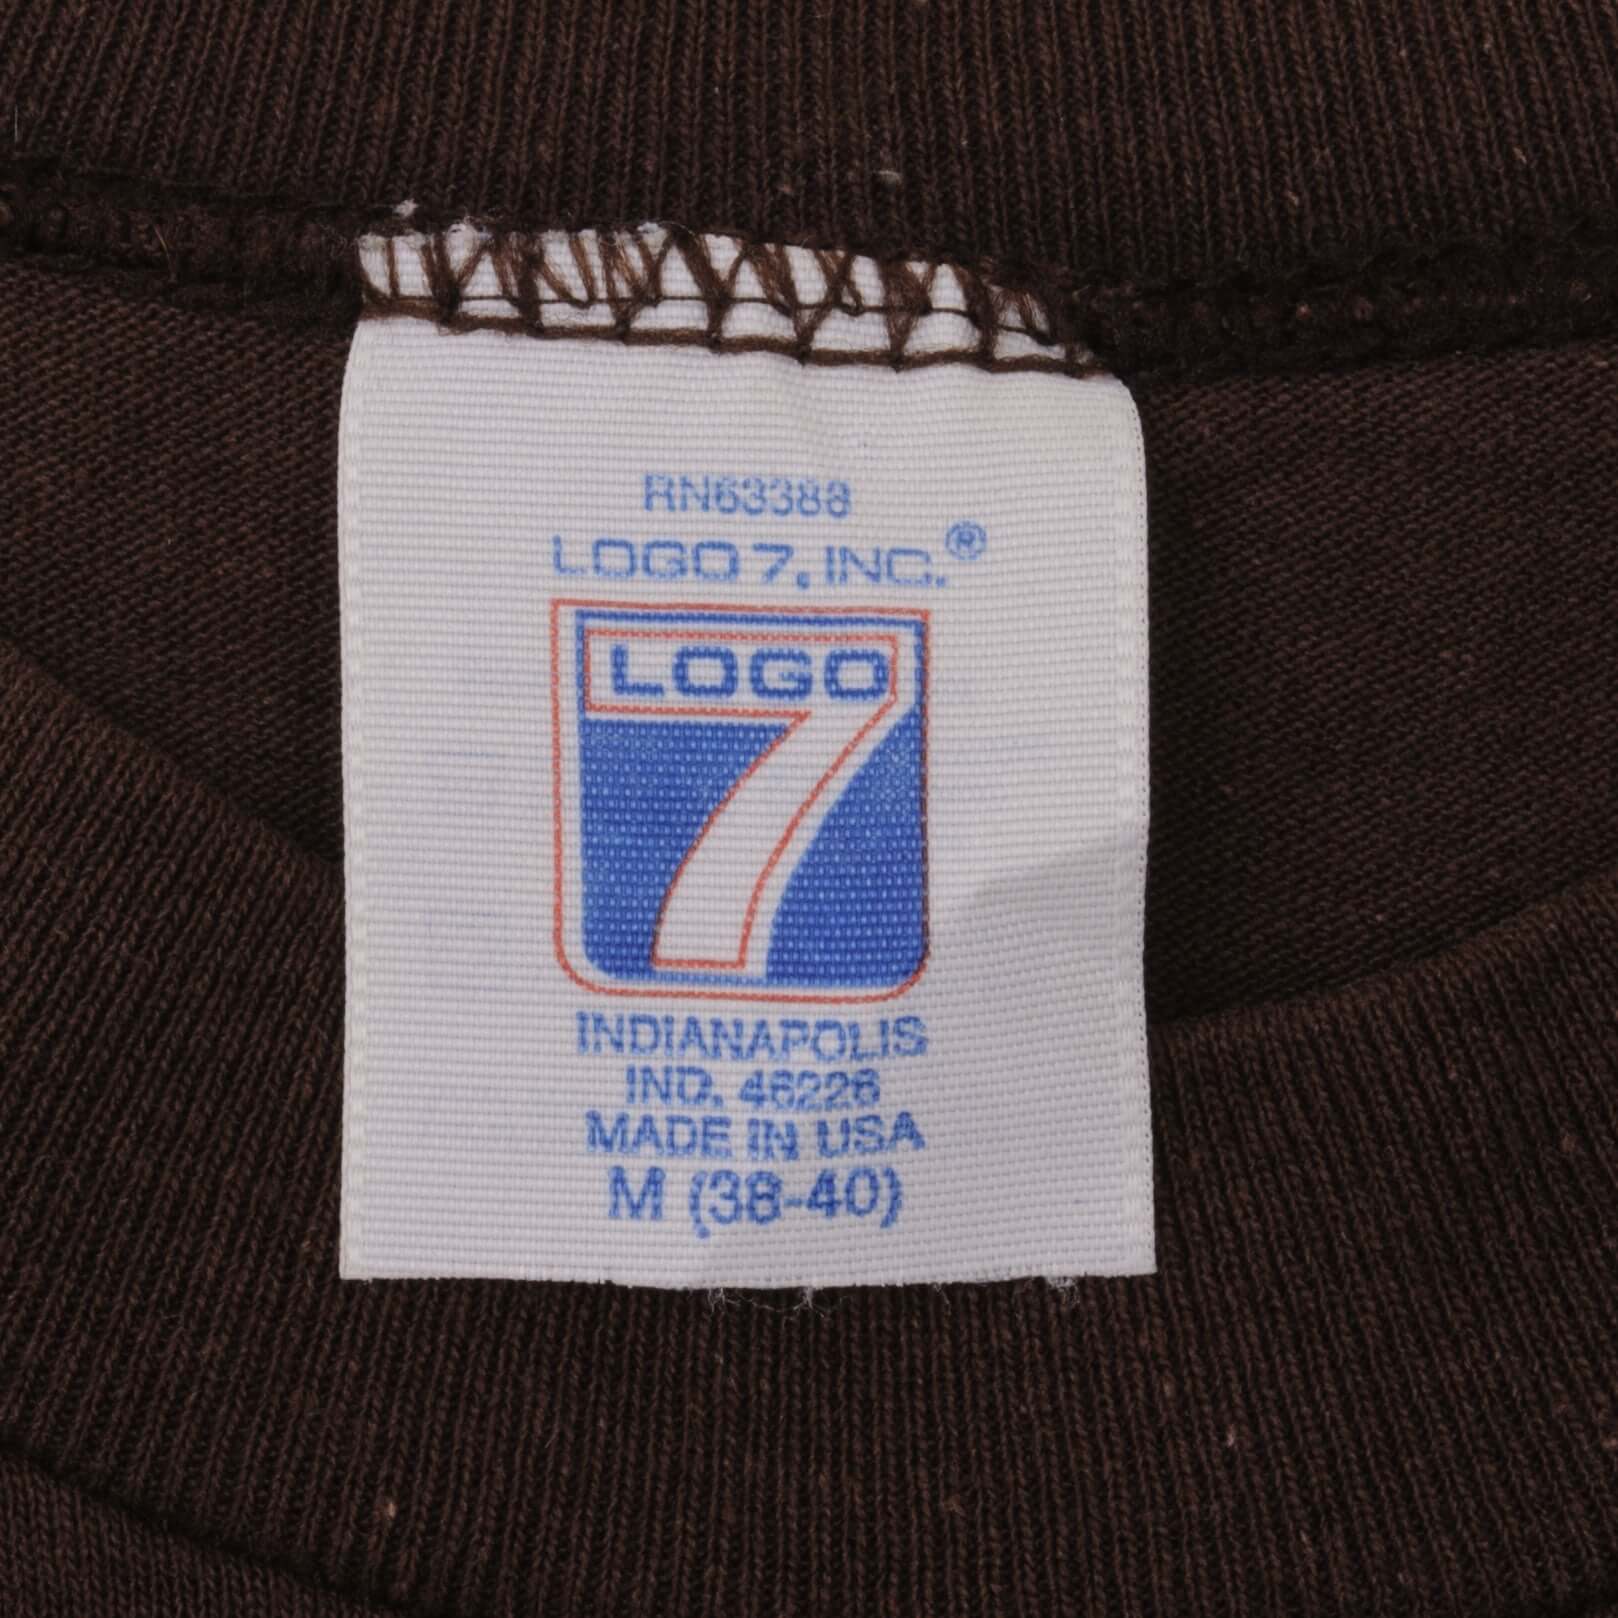 RN63388
LOGO 7, INC.®
LOGO
7
INDIANAPOLIS
IND. 46226
MADE IN USA
M (38-40)